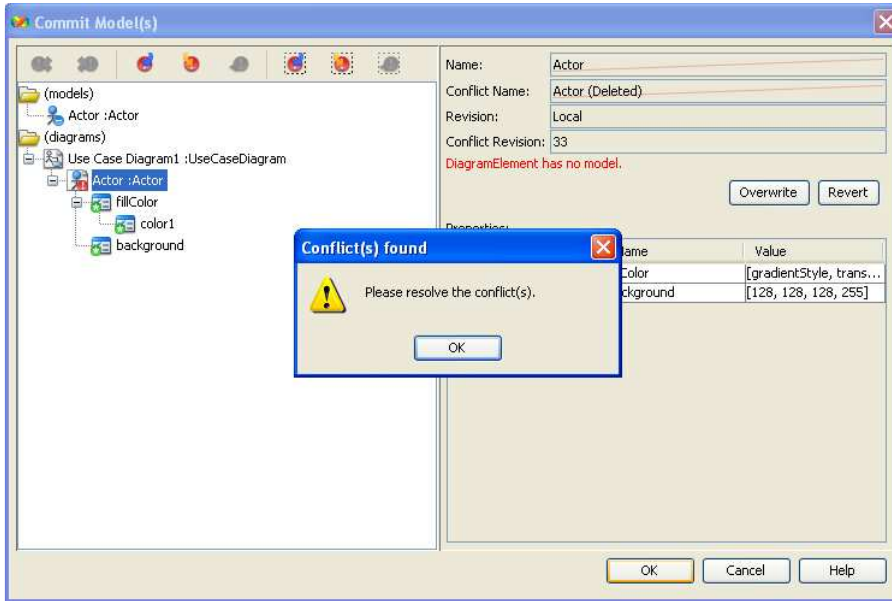 Commit Model(s)
(models)
Actor :Actor
(diagrams)
Use Case Diagram1 :UseCaseDiagram
Actor :Actor
fillColor
color1
background
Name: Actor
Conflict Name: Actor (Deleted)
Revision: Local
Conflict Revision: 33
DiagramElement has no model.
Overwrite Revert
Value
[gradientStyle, trans...
[128, 128, 128, 255]
Conflict(s) found
Please resolve the conflict(s).
OK
OK Cancel Help